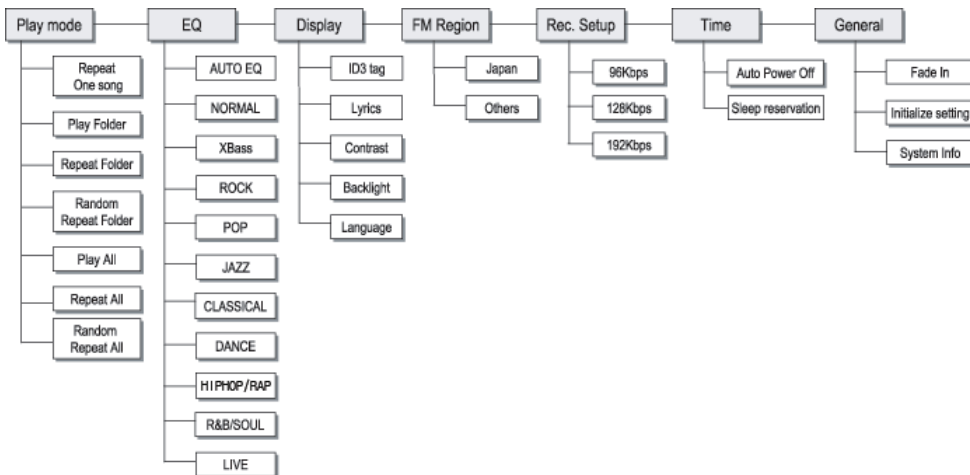 Play mode
EQ
Display
FM Region
Rec. Setup
Time
General
Repeat
One song
Play Folder
Repeat Folder
Random
Repeat Folder
Play All
Repeat All
Random
Repeat All
AUTO EQ
NORMAL
XBass
ROCK
POP
JAZZ
CLASSICAL
DANCE
HIPHOP/RAP
R&B/SOUL
LIVE
ID3 tag
Lyrics
Contrast
Backlight
Language
Japan
Others
96Kbps
128Kbps
192Kbps
Auto Power Off
Sleep reservation
Fade In
Initialize setting
System Info